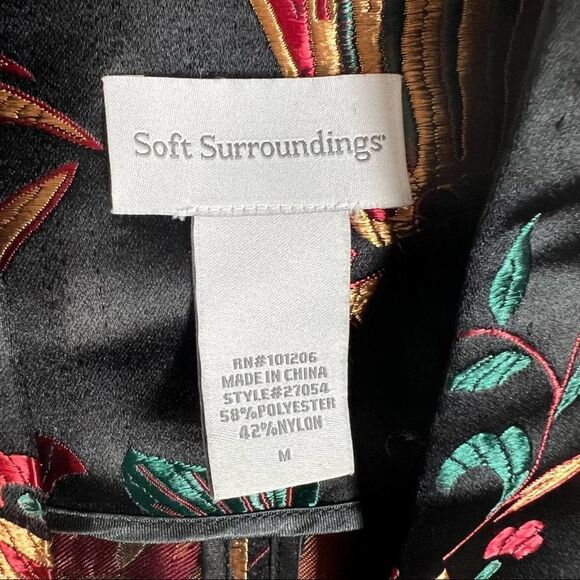 Soft Surroundings®
RN#101206
MADE IN CHINA
STYLE#27054
58%POLYESTER
42%NYLON
M